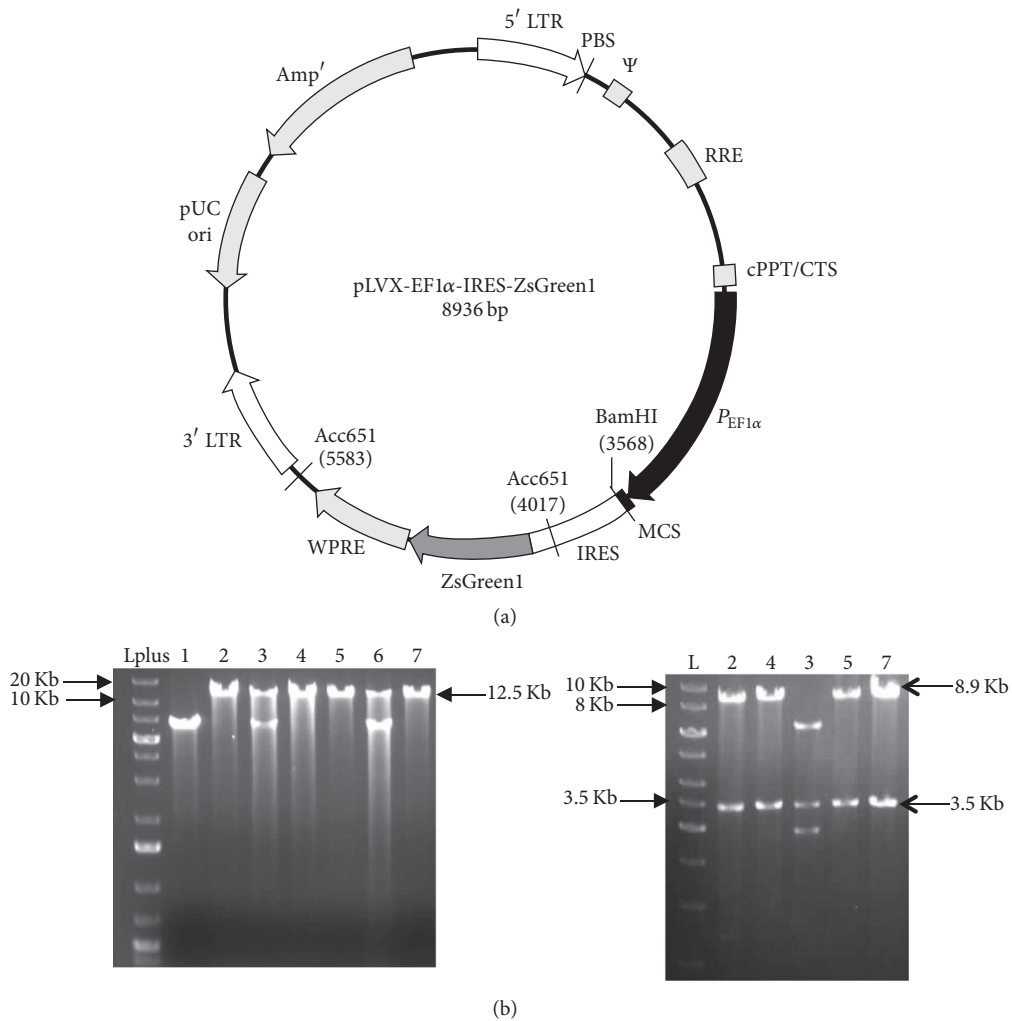 (a)
5′ LTR
PBS
Ψ
Amp′
RRE
pUC
ori
cPPT/CTS
pLVX-EF1α-IRES-ZsGreen1
8936 bp
P_EF1α
BamHI
(3568)
3′ LTR
Acc651
(5583)
Acc651
(4017)
MCS
IRES
WPRE
ZsGreen1
(a)
Lplus 1 2 3 4 5 6 7
20 Kb
10 Kb
12.5 Kb
L 2 4 3 5 7
10 Kb
8 Kb
8.9 Kb
3.5 Kb
3.5 Kb
(b)